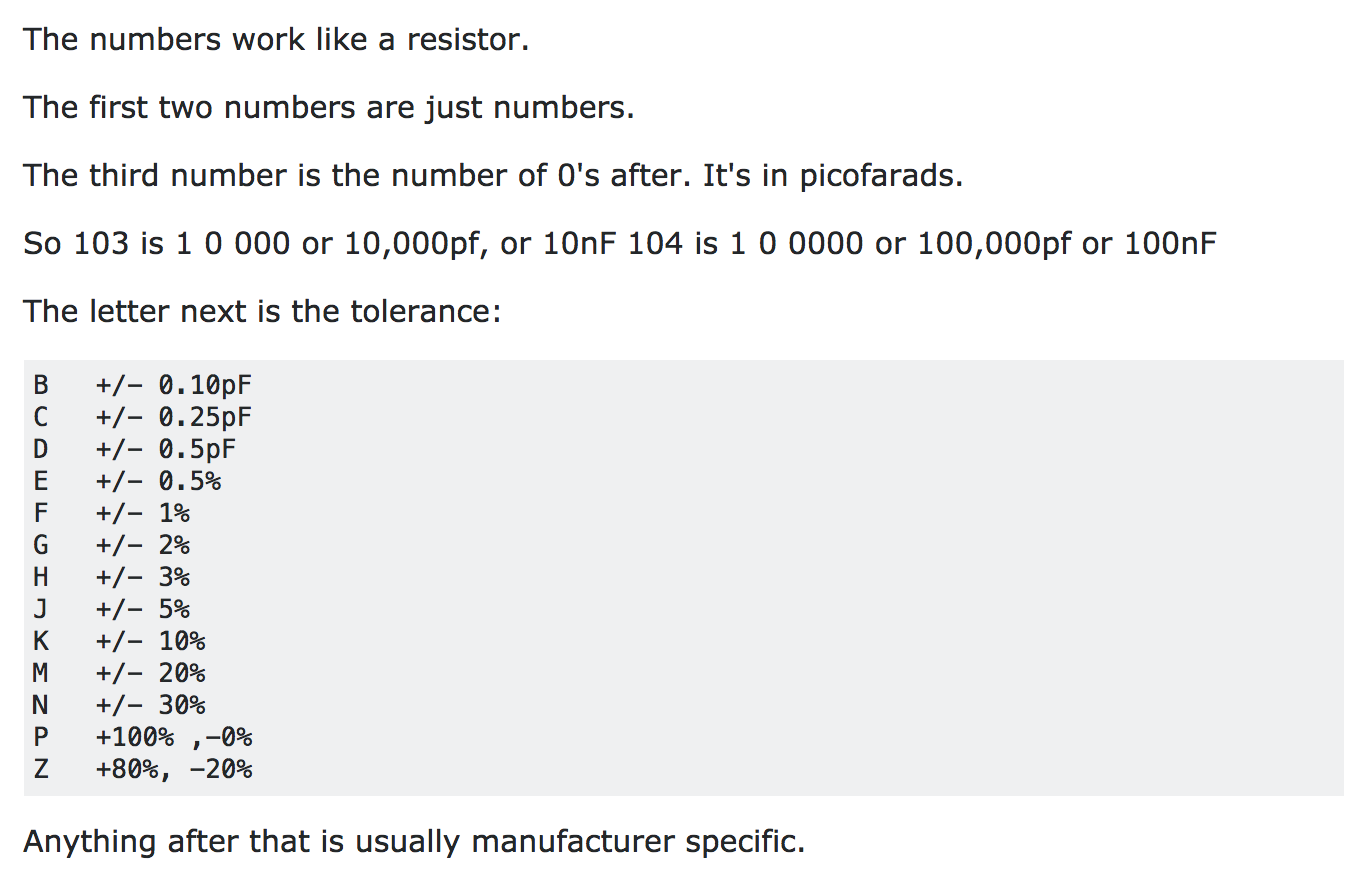 The numbers work like a resistor.
The first two numbers are just numbers.
The third number is the number of 0's after. It's in picofarads.
So 103 is 1 0 000 or 10,000pf, or 10nF 104 is 1 0 0000 or 100,000pf or 100nF
The letter next is the tolerance:
B   +/- 0.10pF
C   +/- 0.25pF
D   +/- 0.5pF
E   +/- 0.5%
F   +/- 1%
G   +/- 2%
H   +/- 3%
J   +/- 5%
K   +/- 10%
M   +/- 20%
N   +/- 30%
P   +100% ,-0%
Z   +80%, -20%
Anything after that is usually manufacturer specific.